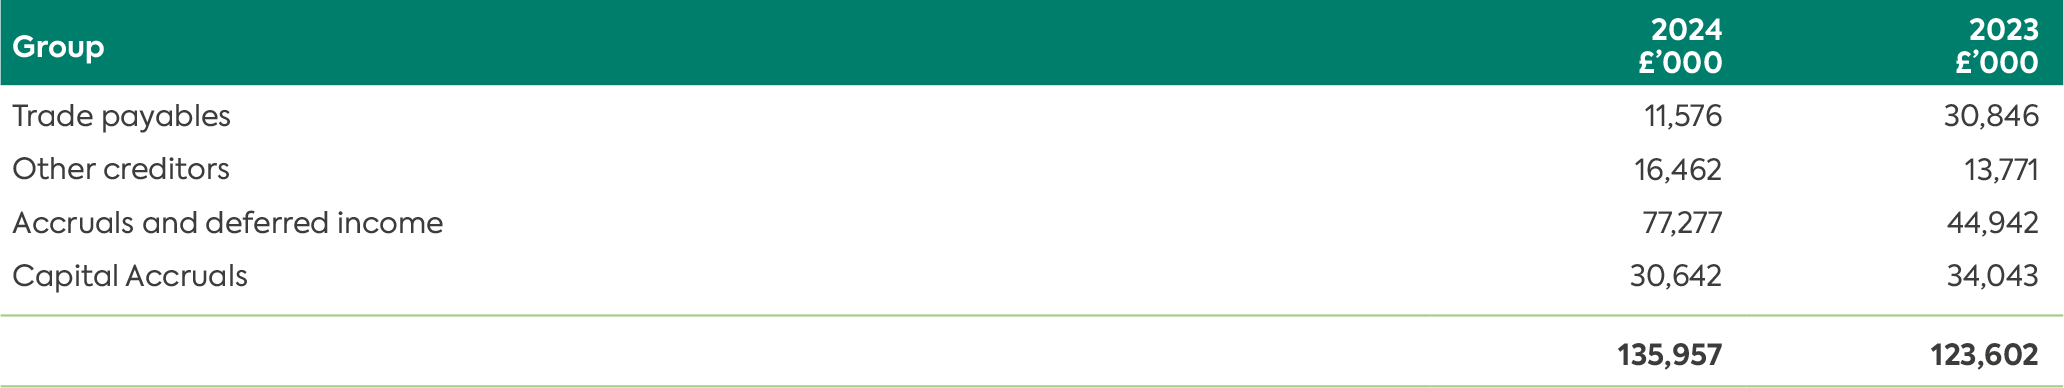 Group 2024 £’000 2023 £’000
Trade payables 11,576 30,846
Other creditors 16,462 13,771
Accruals and deferred income 77,277 44,942
Capital Accruals 30,642 34,043
135,957 123,602